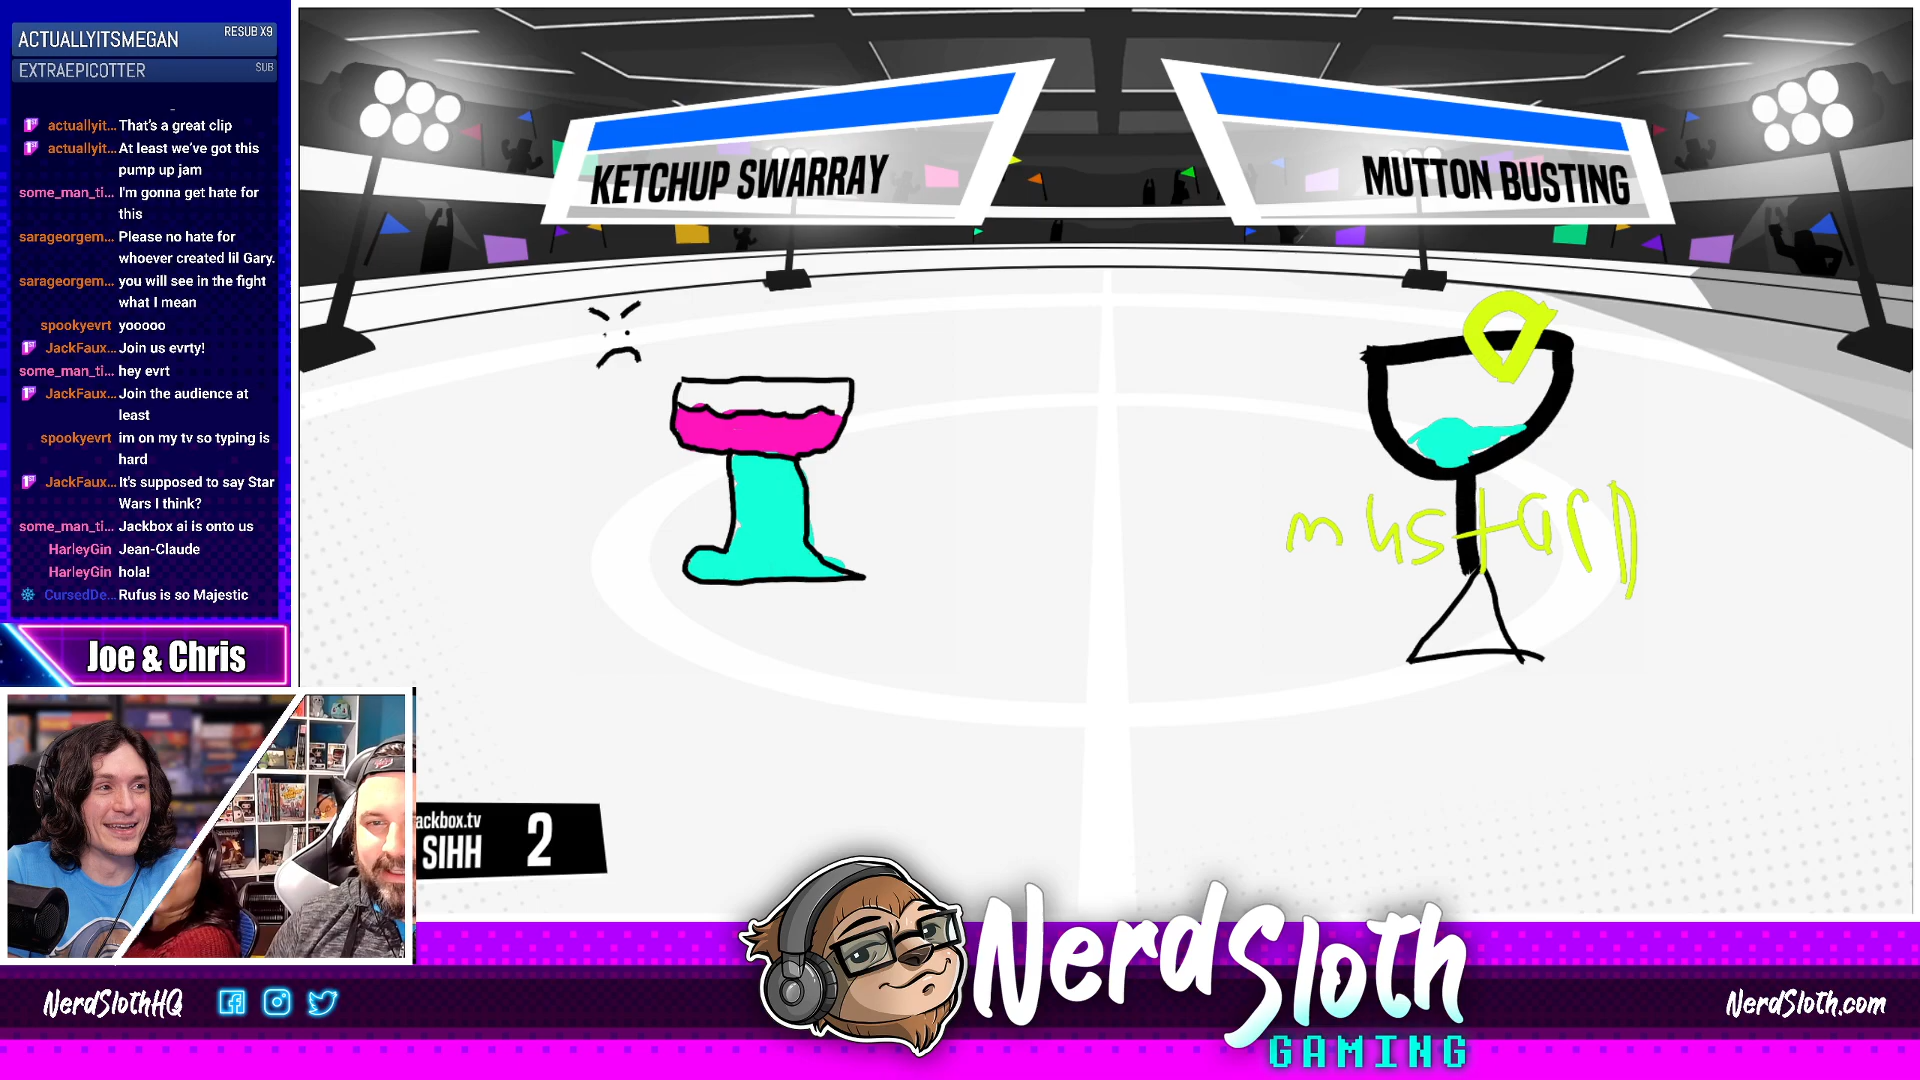 ACTUALLYITSMEGAN RESUB X9
EXTRAEPICOTTER SUB
actuallyit... That's a great clip
actuallyit... At least we've got this
pump up jam
some_man_ti... I'm gonna get hate for
this
sarageorgem... Please no hate for
whoever created lil Gary.
sarageorgem... you will see in the fight
what I mean
spookyevrt yooooo
JackFaux... Join us evrty!
some_man_ti... hey evrt
JackFaux... Join the audience at
least
spookyevrt im on my tv so typing is
hard
JackFaux... It's supposed to say Star
Wars I think?
some_man_ti... Jackbox ai is onto us
HarleyGin Jean-Claude
HarleyGin hola!
CursedDe... Rufus is so Majestic
Joe & Chris
KETCHUP SWARRAY
MUTTON BUSTING
mustarD
ackbox.tv
SIHH 2
NerdSloth
GAMING
NerdSlothHQ
NerdSloth.com